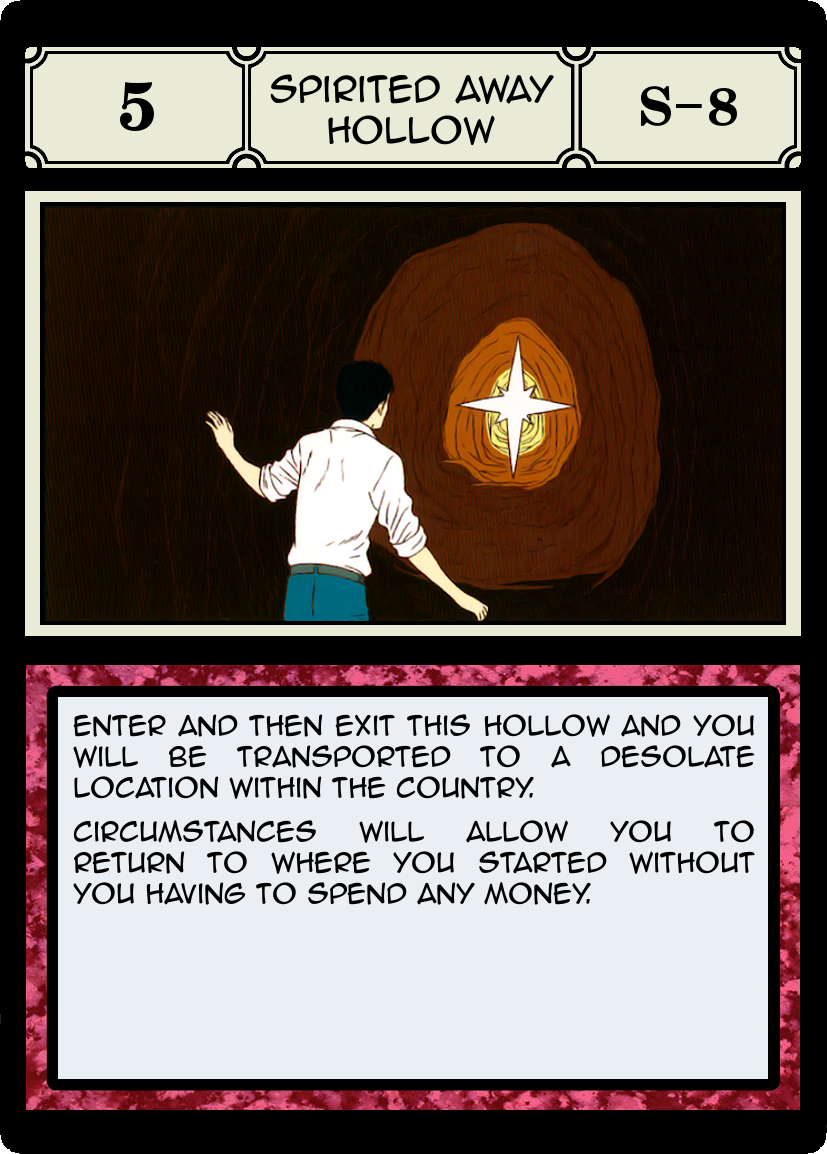 5
SPIRITED AWAY
HOLLOW
S-8
ENTER AND THEN EXIT THIS HOLLOW AND YOU
WILL BE TRANSPORTED TO A DESOLATE
LOCATION WITHIN THE COUNTRY.
CIRCUMSTANCES WILL ALLOW YOU TO
RETURN TO WHERE YOU STARTED WITHOUT
YOU HAVING TO SPEND ANY MONEY.